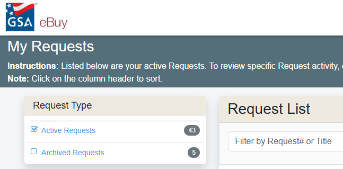 GSA eBuy
My Requests
Instructions: Listed below are your active Requests. To review specific Request activity,
Note: Click on the column header to sort.
Request Type
Request List
Active Requests 43
Filter by Request# or Title
Archived Requests 5